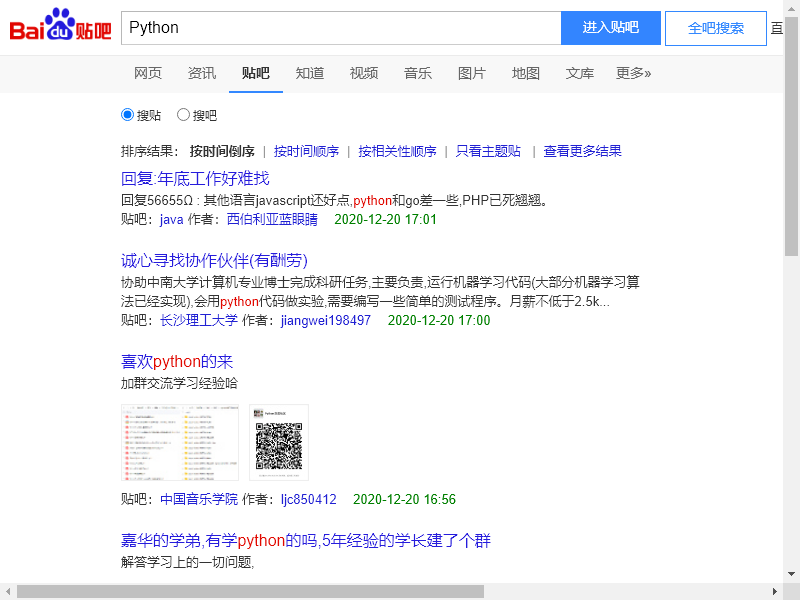 Bai du 贴吧
Python
进入贴吧
全吧搜索
直
网页 资讯 贴吧 知道 视频 音乐 图片 地图 文库 更多»
搜贴 搜吧
排序结果： 按时间倒序 | 按时间顺序 | 按相关性顺序 | 只看主题贴 | 查看更多结果
回复:年底工作好难找
回复56655Ω : 其他语言javascript还好点,python和go差一些,PHP已死翘翘。
贴吧：java 作者：西伯利亚蓝眼睛 2020-12-20 17:01
诚心寻找协作伙伴(有酬劳)
协助中南大学计算机专业博士完成科研任务,主要负责,运行机器学习代码(大部分机器学习算
法已经实现),会用python代码做实验,需要编写一些简单的测试程序。月薪不低于2.5k...
贴吧：长沙理工大学 作者：jiangwei198497 2020-12-20 17:00
喜欢python的来
加群交流学习经验哈
贴吧：中国音乐学院 作者：ljc850412 2020-12-20 16:56
嘉华的学弟,有学python的吗,5年经验的学长建了个群
解答学习上的一切问题,